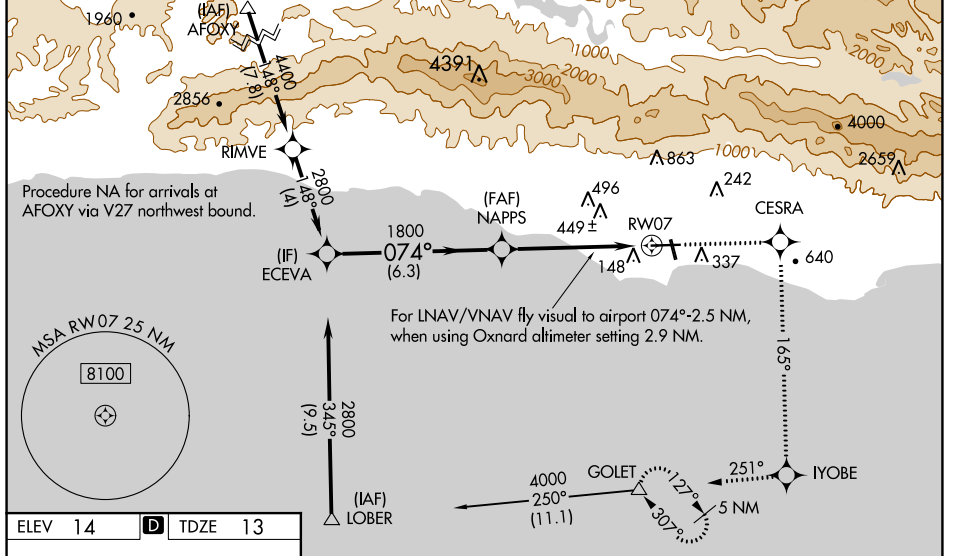 (IAF)
AFOXY
1960
4400
148°
(7.8)
1000
2000
3000
4391
2000
1000
2856
4000
RIMVE
863
1000
2659
2800
148°
(4)
Procedure NA for arrivals at
AFOXY via V27 northwest bound.
(FAF)
NAPPS
496
449±
242
RW07
CESRA
(IF)
ECEVA
1800
074°
(6.3)
148
337
640
For LNAV/VNAV fly visual to airport 074°-2.5 NM,
when using Oxnard altimeter setting 2.9 NM.
MSA RW07 25 NM
8100
165°
2800
345°
(9.5)
(IAF)
LOBER
4000
250°
(11.1)
GOLET
127°
307°
5 NM
251°
IYOBE
ELEV 14 D TDZE 13